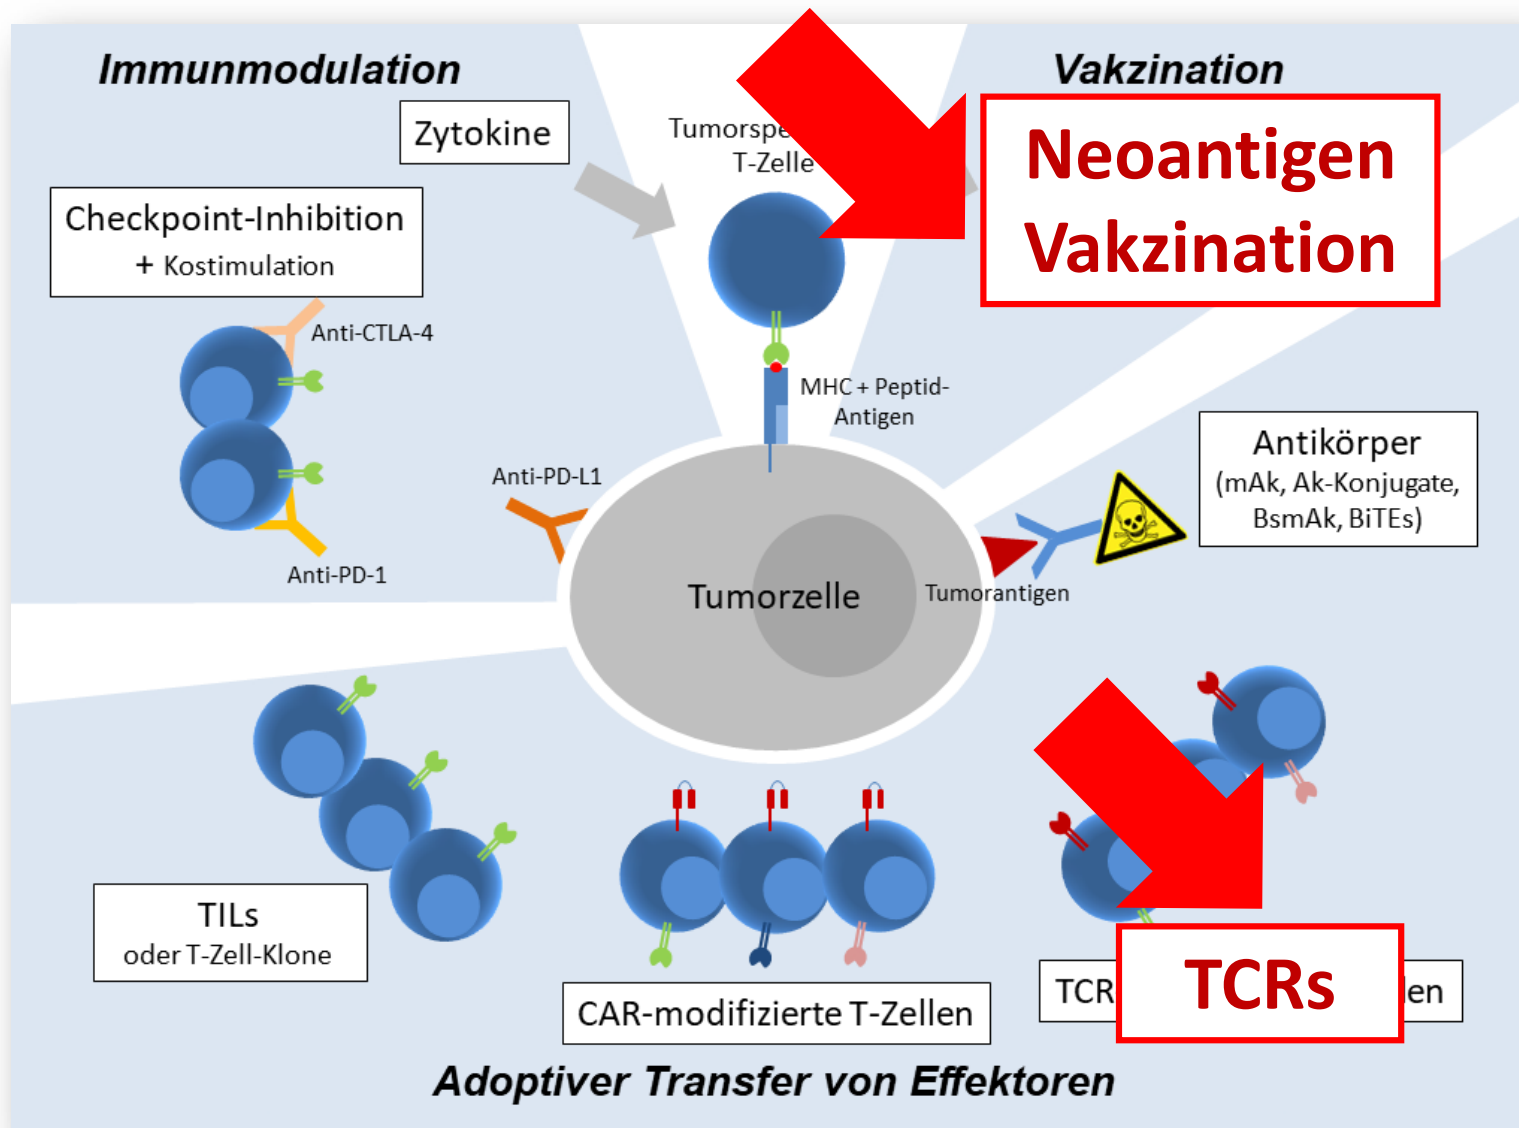 Immunmodulation
Vakzination
Zytokine
T-Zelle
Neoantigen
Vakzination
Checkpoint-Inhibition
+ Kostimulation
Anti-CTLA-4
MHC + Peptid-
Antigen
Anti-PD-L1
Anti-PD-1
Antikörper
(mAk, Ak-Konjugate,
BsmAk, BiTEs)
Tumorzelle
Tumorantigen
TILs
oder T-Zell-Klone
CAR-modifizierte T-Zellen
TCR
TCRs
Adoptiver Transfer von Effektoren